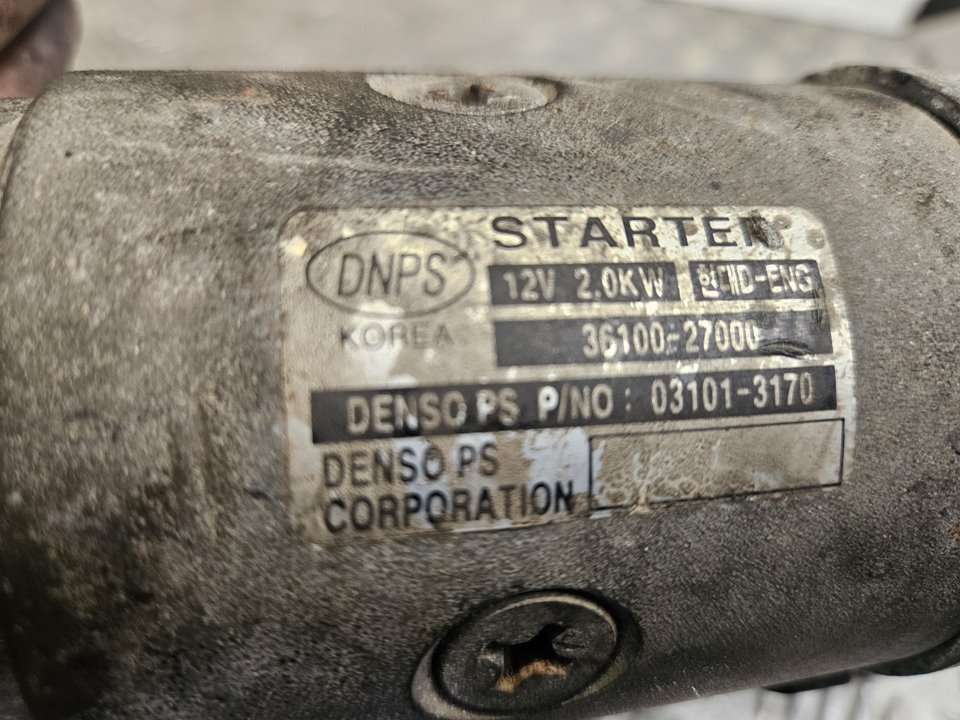 STARTER
DNPS
12V 2.0KW 현대D-ENG
KOREA
36100-27000
DENSO PS P/NO : 03101-3170
DENSO PS
CORPORATION